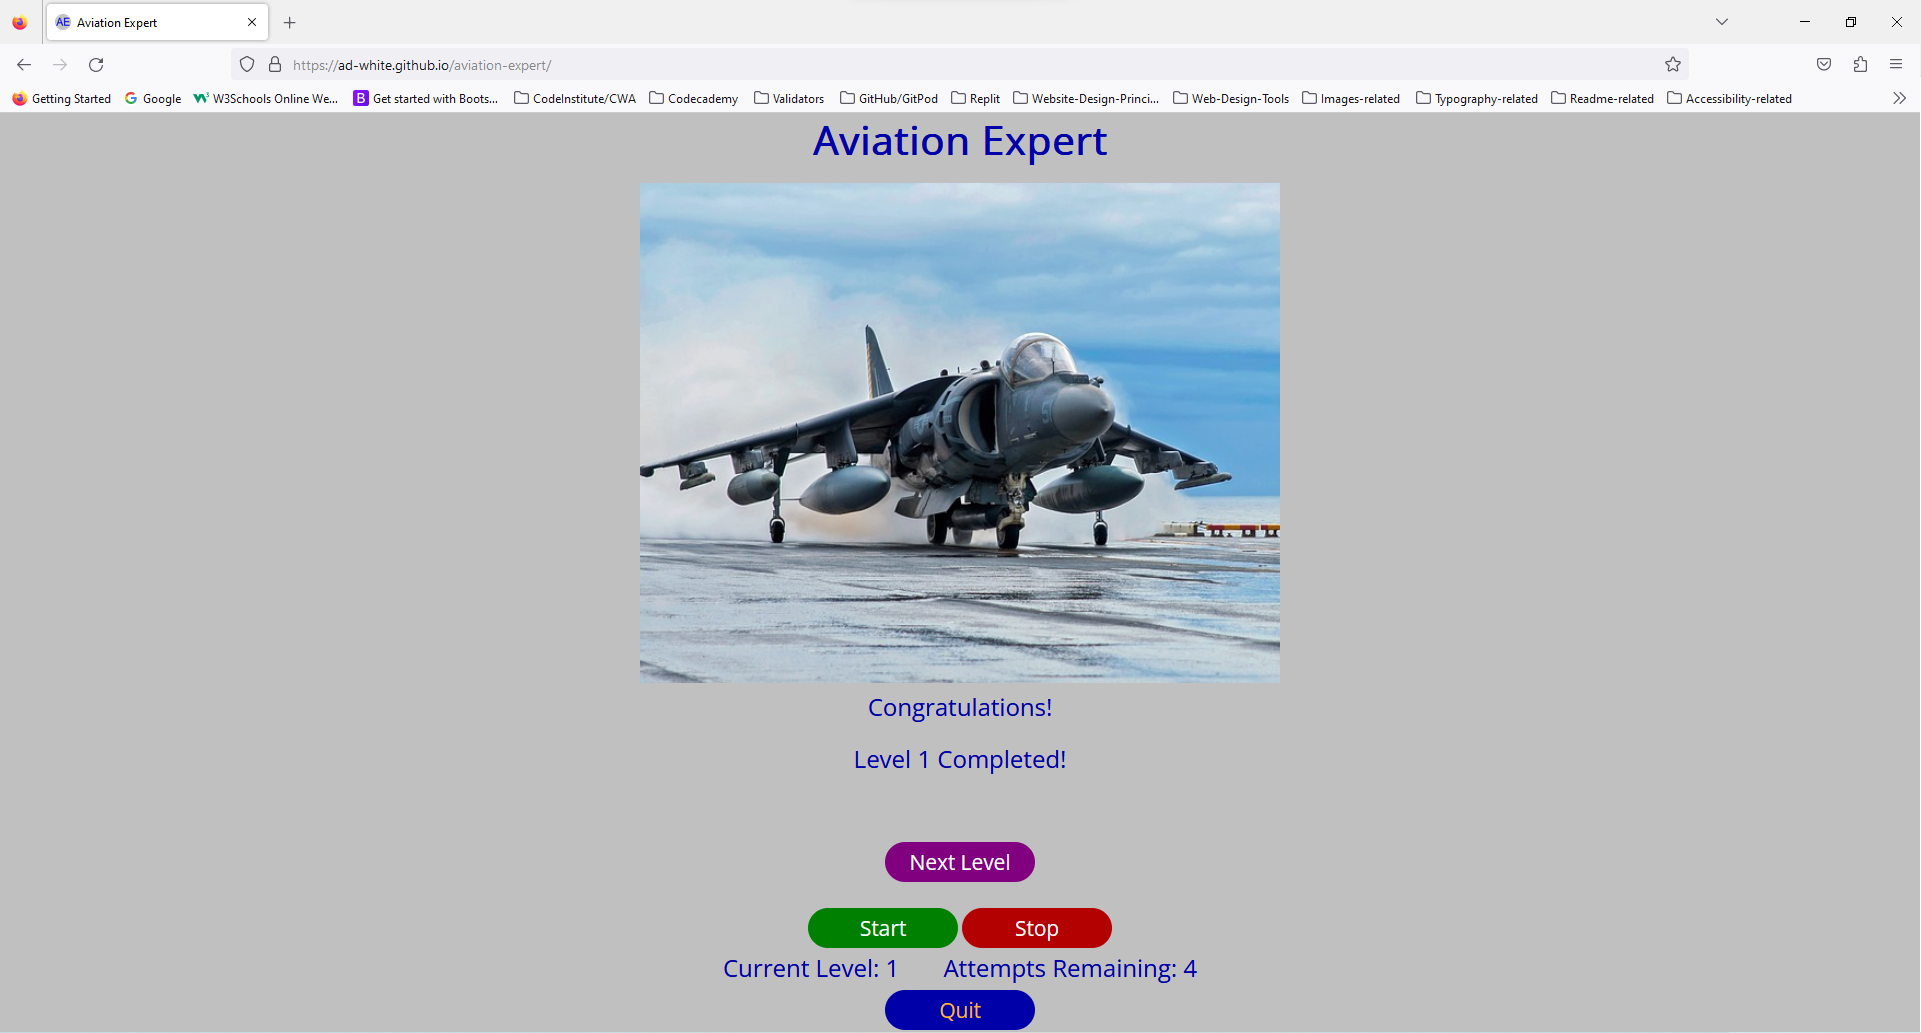 AE Aviation Expert
https://ad-white.github.io/aviation-expert/
Getting Started Google W3Schools Online We... B Get started with Boots... CodeInstitute/CWA Codecademy Validators GitHub/GitPod Replit Website-Design-Princi... Web-Design-Tools Images-related Typography-related Readme-related Accessibility-related
Aviation Expert
Congratulations!
Level 1 Completed!
Next Level
Start Stop
Current Level: 1 Attempts Remaining: 4
Quit